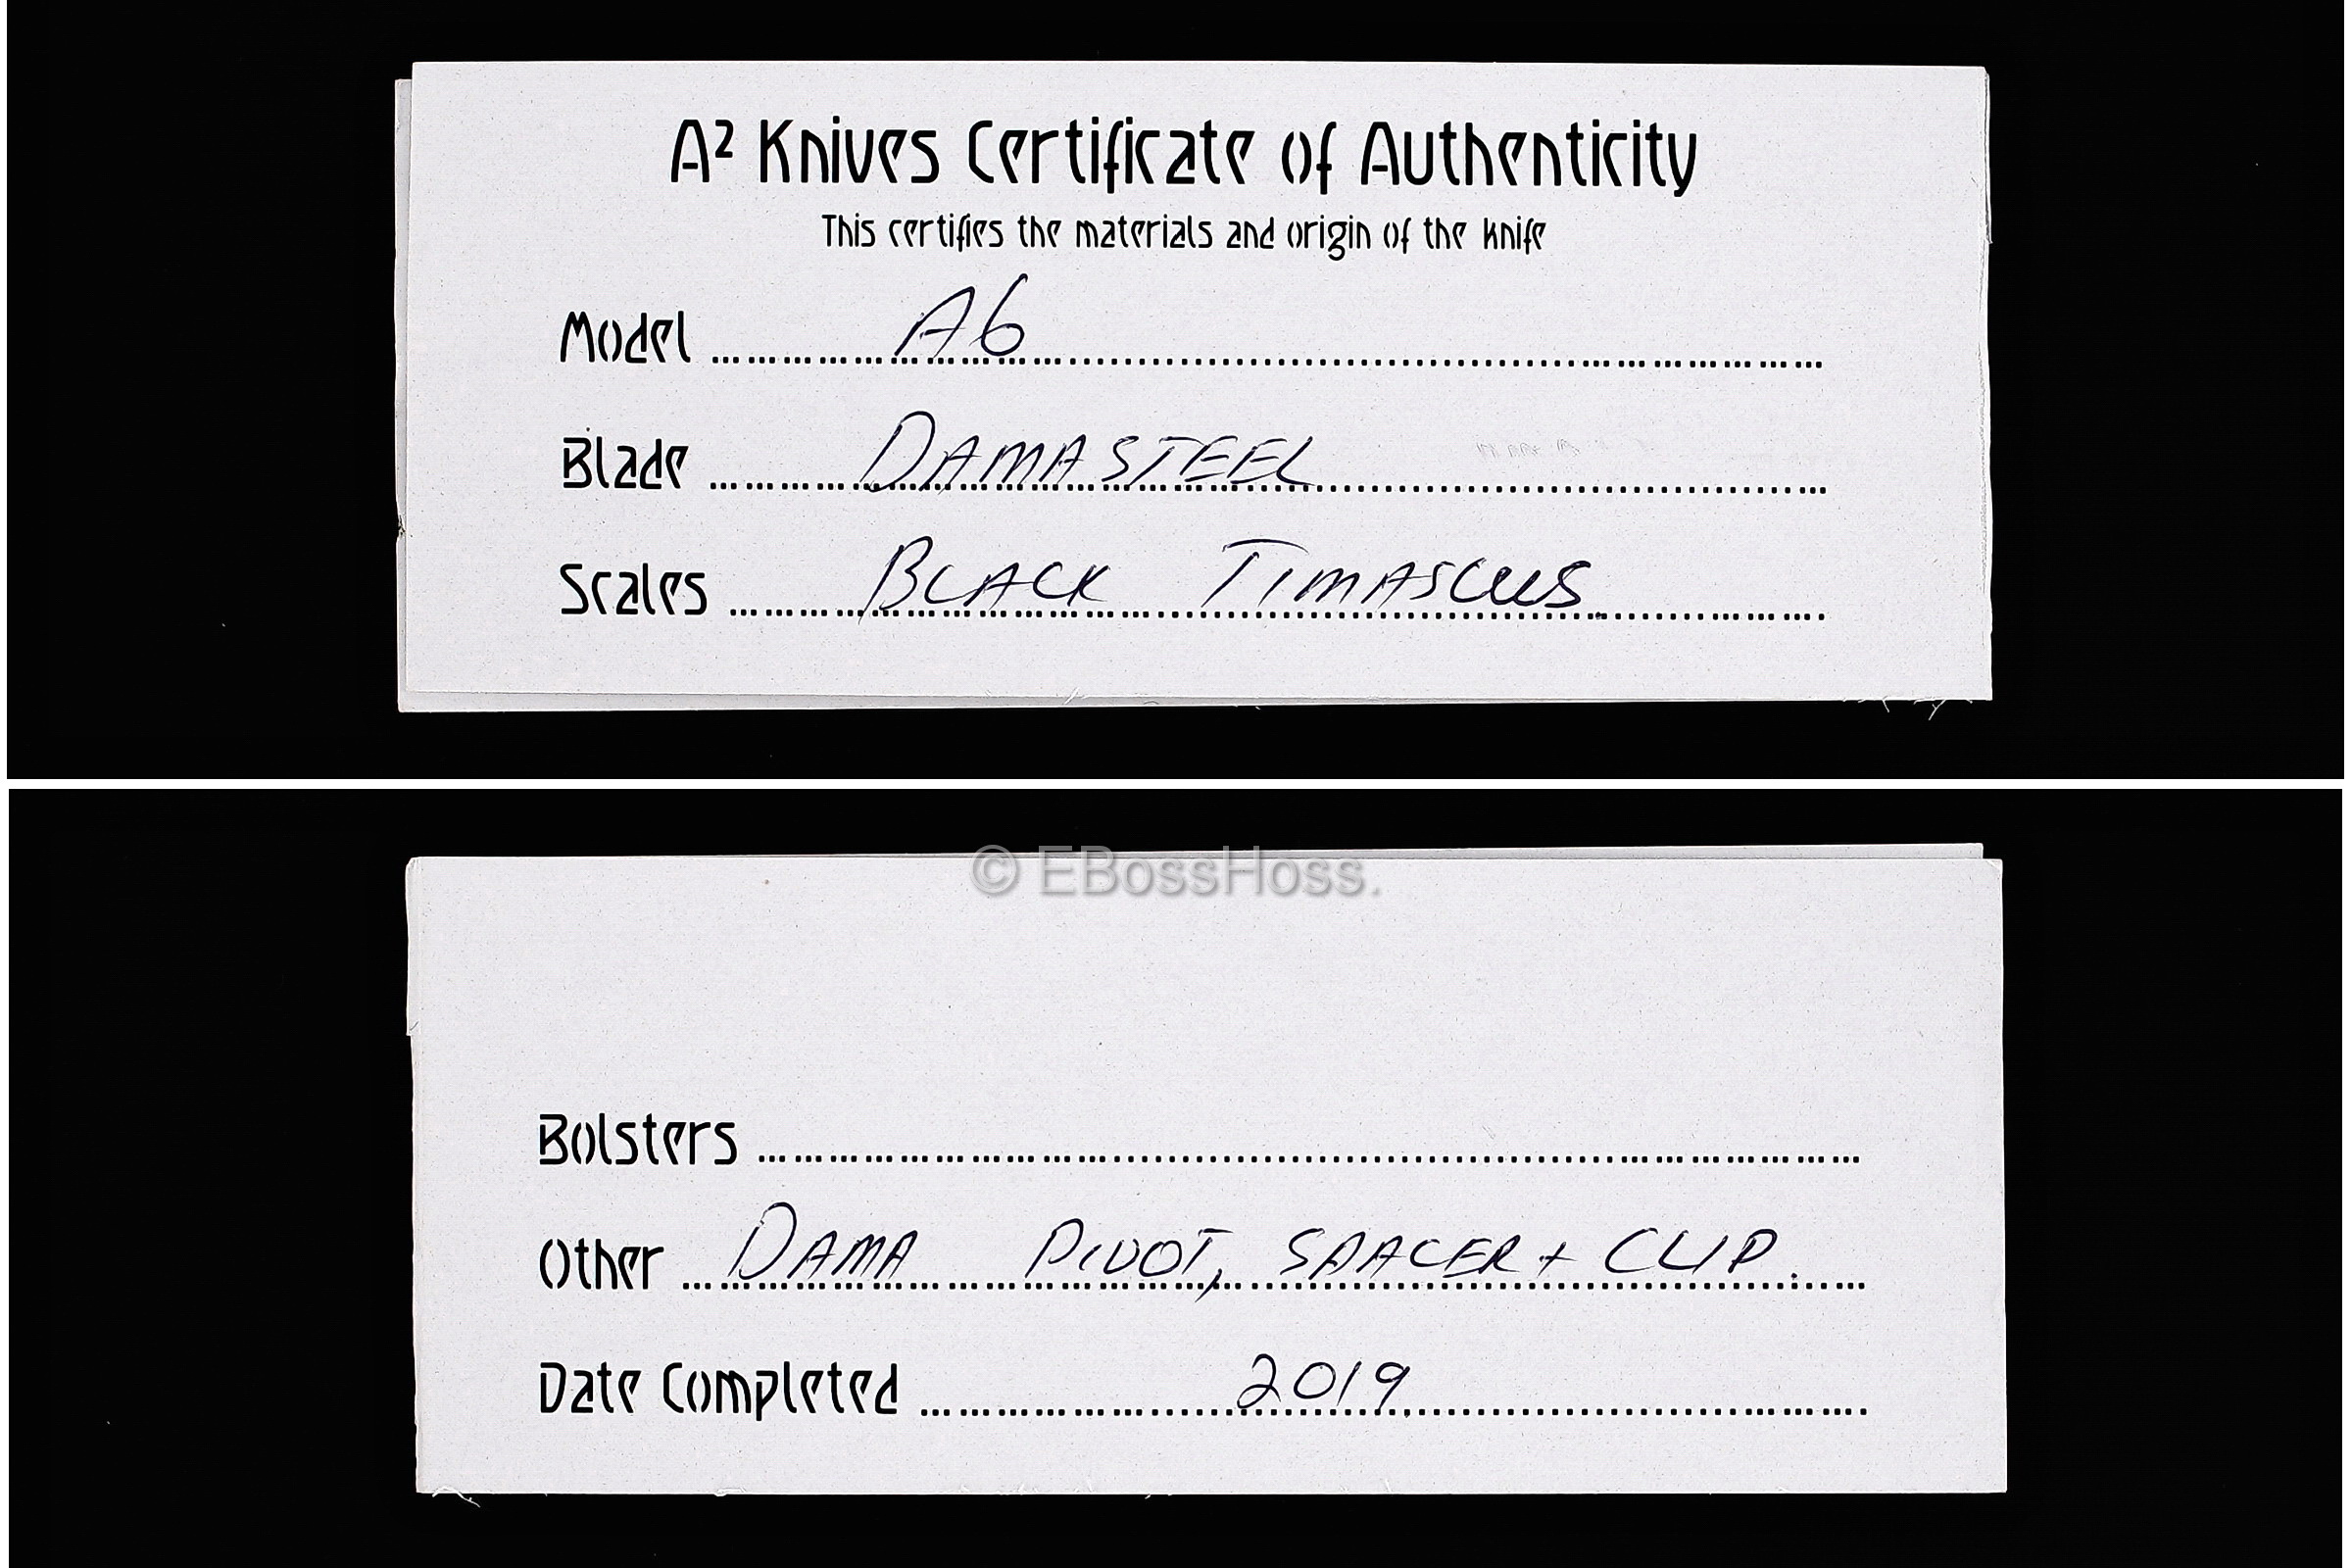 A² Knives Certificate of Authenticity
This certifies the materials and origin of the knife
Model A6
Blade DAMASTEEL
Scales BLACK TIMASCUS
© EBossHoss.
Bolsters
Other DAMA PIVOT, SPACER + CLIP.
Date Completed 2019